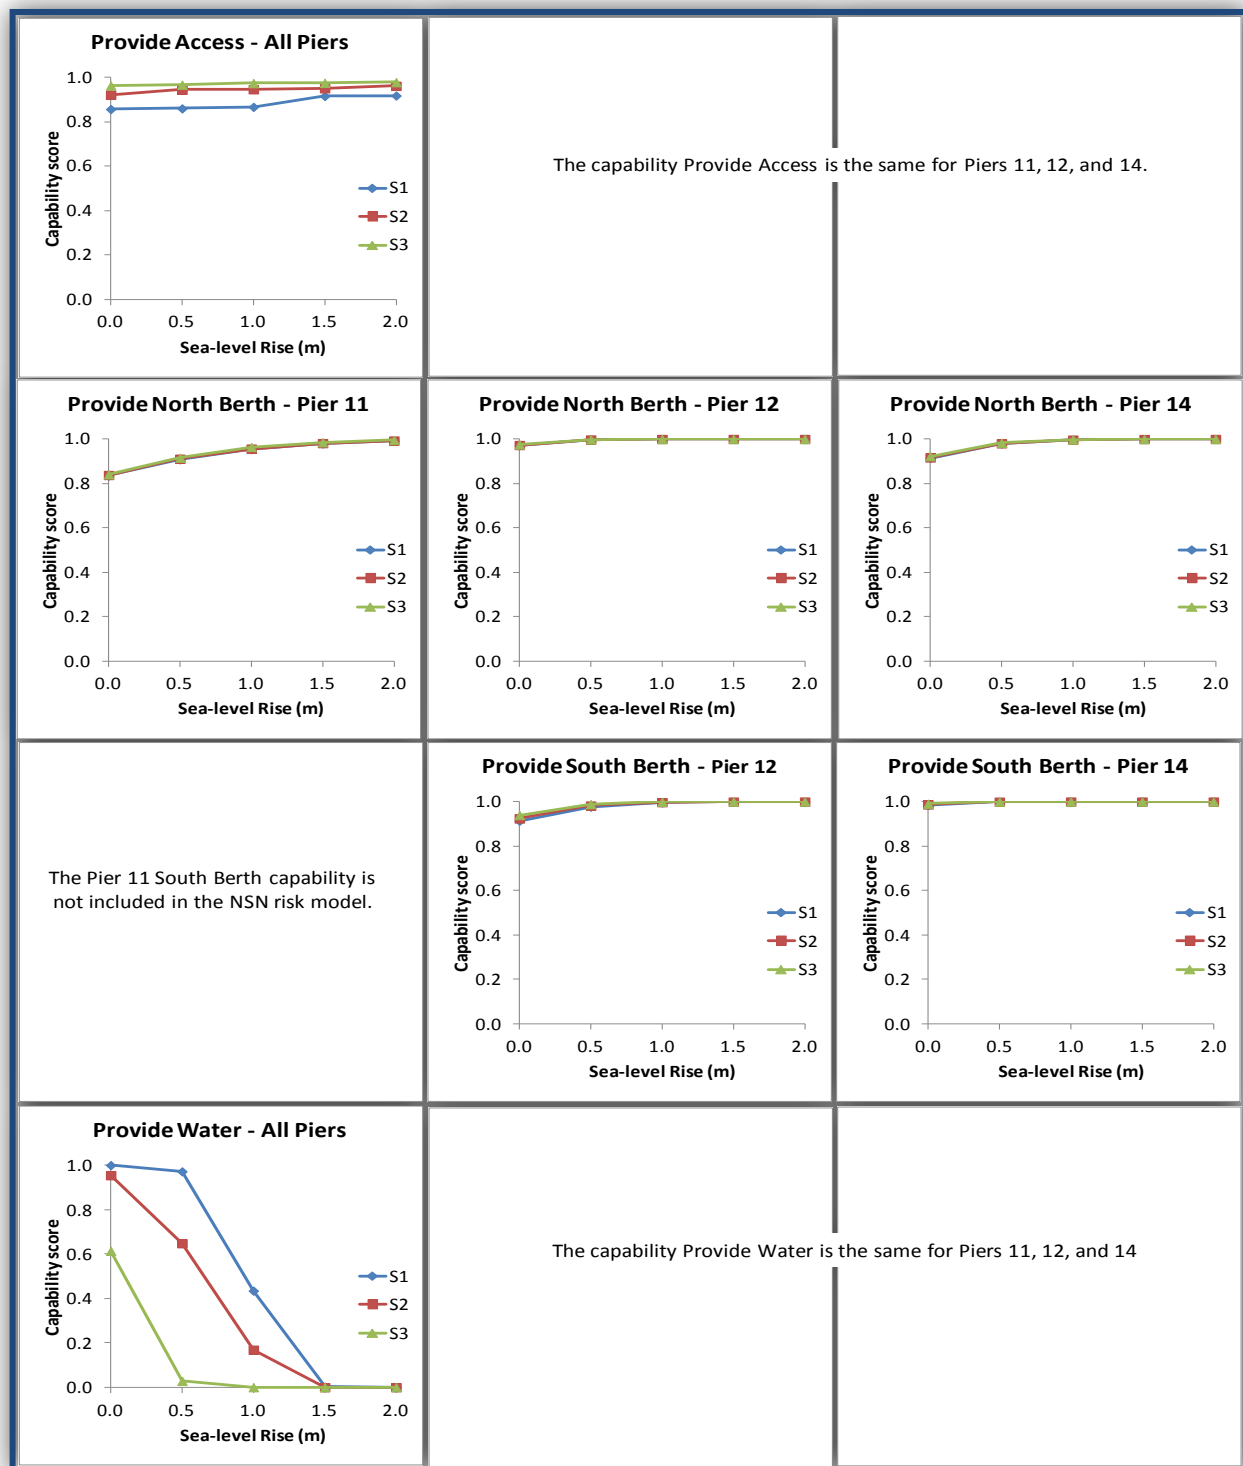 Provide Access - All Piers
1.0
0.8
0.6
0.4
0.2
0.0
Capability score
S1
S2
S3
0.0 0.5 1.0 1.5 2.0
Sea-level Rise (m)
The capability Provide Access is the same for Piers 11, 12, and 14.
Provide North Berth - Pier 11
1.0
0.8
0.6
0.4
0.2
0.0
Capability score
S1
S2
S3
0.0 0.5 1.0 1.5 2.0
Sea-level Rise (m)
Provide North Berth - Pier 12
1.0
0.8
0.6
0.4
0.2
0.0
Capability score
S1
S2
S3
0.0 0.5 1.0 1.5 2.0
Sea-level Rise (m)
Provide North Berth - Pier 14
1.0
0.8
0.6
0.4
0.2
0.0
Capability score
S1
S2
S3
0.0 0.5 1.0 1.5 2.0
Sea-level Rise (m)
The Pier 11 South Berth capability is
not included in the NSN risk model.
Provide South Berth - Pier 12
1.0
0.8
0.6
0.4
0.2
0.0
Capability score
S1
S2
S3
0.0 0.5 1.0 1.5 2.0
Sea-level Rise (m)
Provide South Berth - Pier 14
1.0
0.8
0.6
0.4
0.2
0.0
Capability score
S1
S2
S3
0.0 0.5 1.0 1.5 2.0
Sea-level Rise (m)
Provide Water - All Piers
1.0
0.8
0.6
0.4
0.2
0.0
Capability score
S1
S2
S3
0.0 0.5 1.0 1.5 2.0
Sea-level Rise (m)
The capability Provide Water is the same for Piers 11, 12, and 14